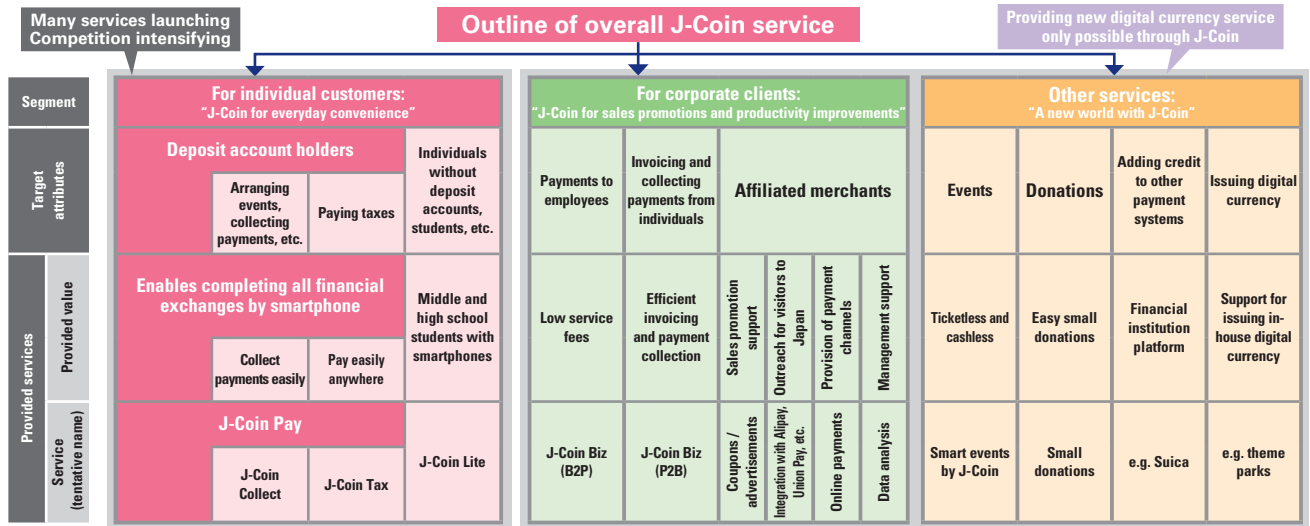 Many services launching
Competition intensifying
Outline of overall J-Coin service
Providing new digital currency service
only possible through J-Coin
Segment
For individual customers:
“J-Coin for everyday convenience”
For corporate clients:
“J-Coin for sales promotions and productivity improvements”
Other services:
“A new world with J-Coin”
Target
attributes
Deposit account holders
Arranging
events,
collecting
payments, etc.
Paying taxes
Individuals
without
deposit
accounts,
students, etc.
Payments to
employees
Invoicing and
collecting
payments from
individuals
Affiliated merchants
Events
Donations
Adding credit
to other
payment
systems
Issuing digital
currency
Provided services
Provided value
Enables completing all financial
exchanges by smartphone
Collect
payments easily
Pay easily
anywhere
Middle and
high school
students with
smartphones
Low service
fees
Efficient
invoicing
and payment
collection
Sales promotion
support
Outreach for visitors to
Japan
Provision of payment
channels
Management support
Ticketless and
cashless
Easy small
donations
Financial
institution
platform
Support for
issuing in-
house digital
currency
Service
(tentative name)
J-Coin Pay
J-Coin
Collect
J-Coin Tax
J-Coin Lite
J-Coin Biz
(B2P)
J-Coin Biz
(P2B)
Coupons /
advertisements
Integration with Alipay,
Union Pay, etc.
Online payments
Data analysis
Smart events
by J-Coin
Small
donations
e.g. Suica
e.g. theme
parks